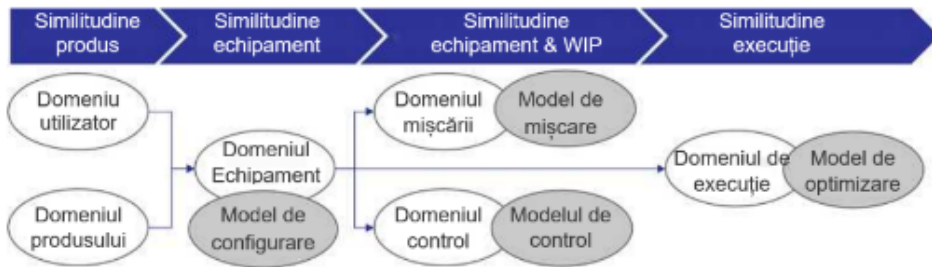 Similitudine
produs
Similitudine
echipament
Similitudine
echipament & WIP
Similitudine
execuție
Domeniu
utilizator
Domeniul
produsului
Domeniul
Echipament
Model de
configurare
Domeniul
mișcării
Model de
mișcare
Domeniul
control
Modelul de
control
Domeniul de
execuție
Model de
optimizare